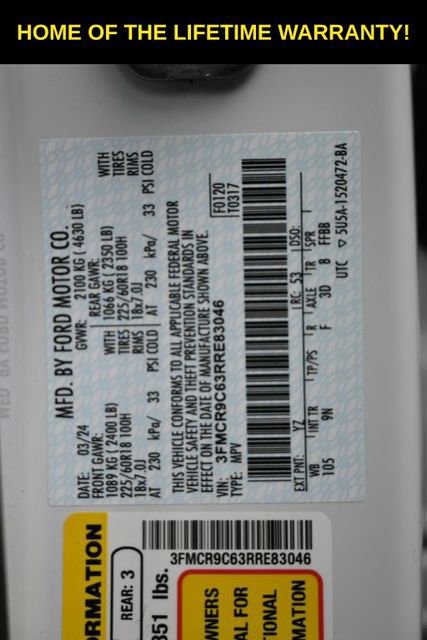 HOME OF THE LIFETIME WARRANTY!
MFD. BY FORD MOTOR CO.
DATE: 03/24 GVWR: 2100 KG ( 4630 LB)
FRONT GAWR: REAR GAWR:
1089 KG ( 2400 LB) WITH 1066 KG ( 2350 LB) WITH
225/60R18 100H TIRES 225/60R18 100H TIRES
18x7.0J RIMS 18x7.0J RIMS
AT 230 kPa/ 33 PSI COLD AT 230 kPa/ 33 PSI COLD
THIS VEHICLE CONFORMS TO ALL APPLICABLE FEDERAL MOTOR
VEHICLE SAFETY AND THEFT PREVENTION STANDARDS IN
EFFECT ON THE DATE OF MANUFACTURE SHOWN ABOVE.
VIN: 3FMCR9C63RRE83046
TYPE: MPV
F0120
T0317
EXT PNT: YZ RC: 53 DSO:
WB INT TR TP/PS R AXLE TR SPR
105 9N F 3D 8 FFBB
UTC ▽ 5U5A-1520472-BA
3FMCR9C63RRE83046
ORMATION
REAR: 3
351 lbs.
WNERS
AL FOR
TIONAL
MATION